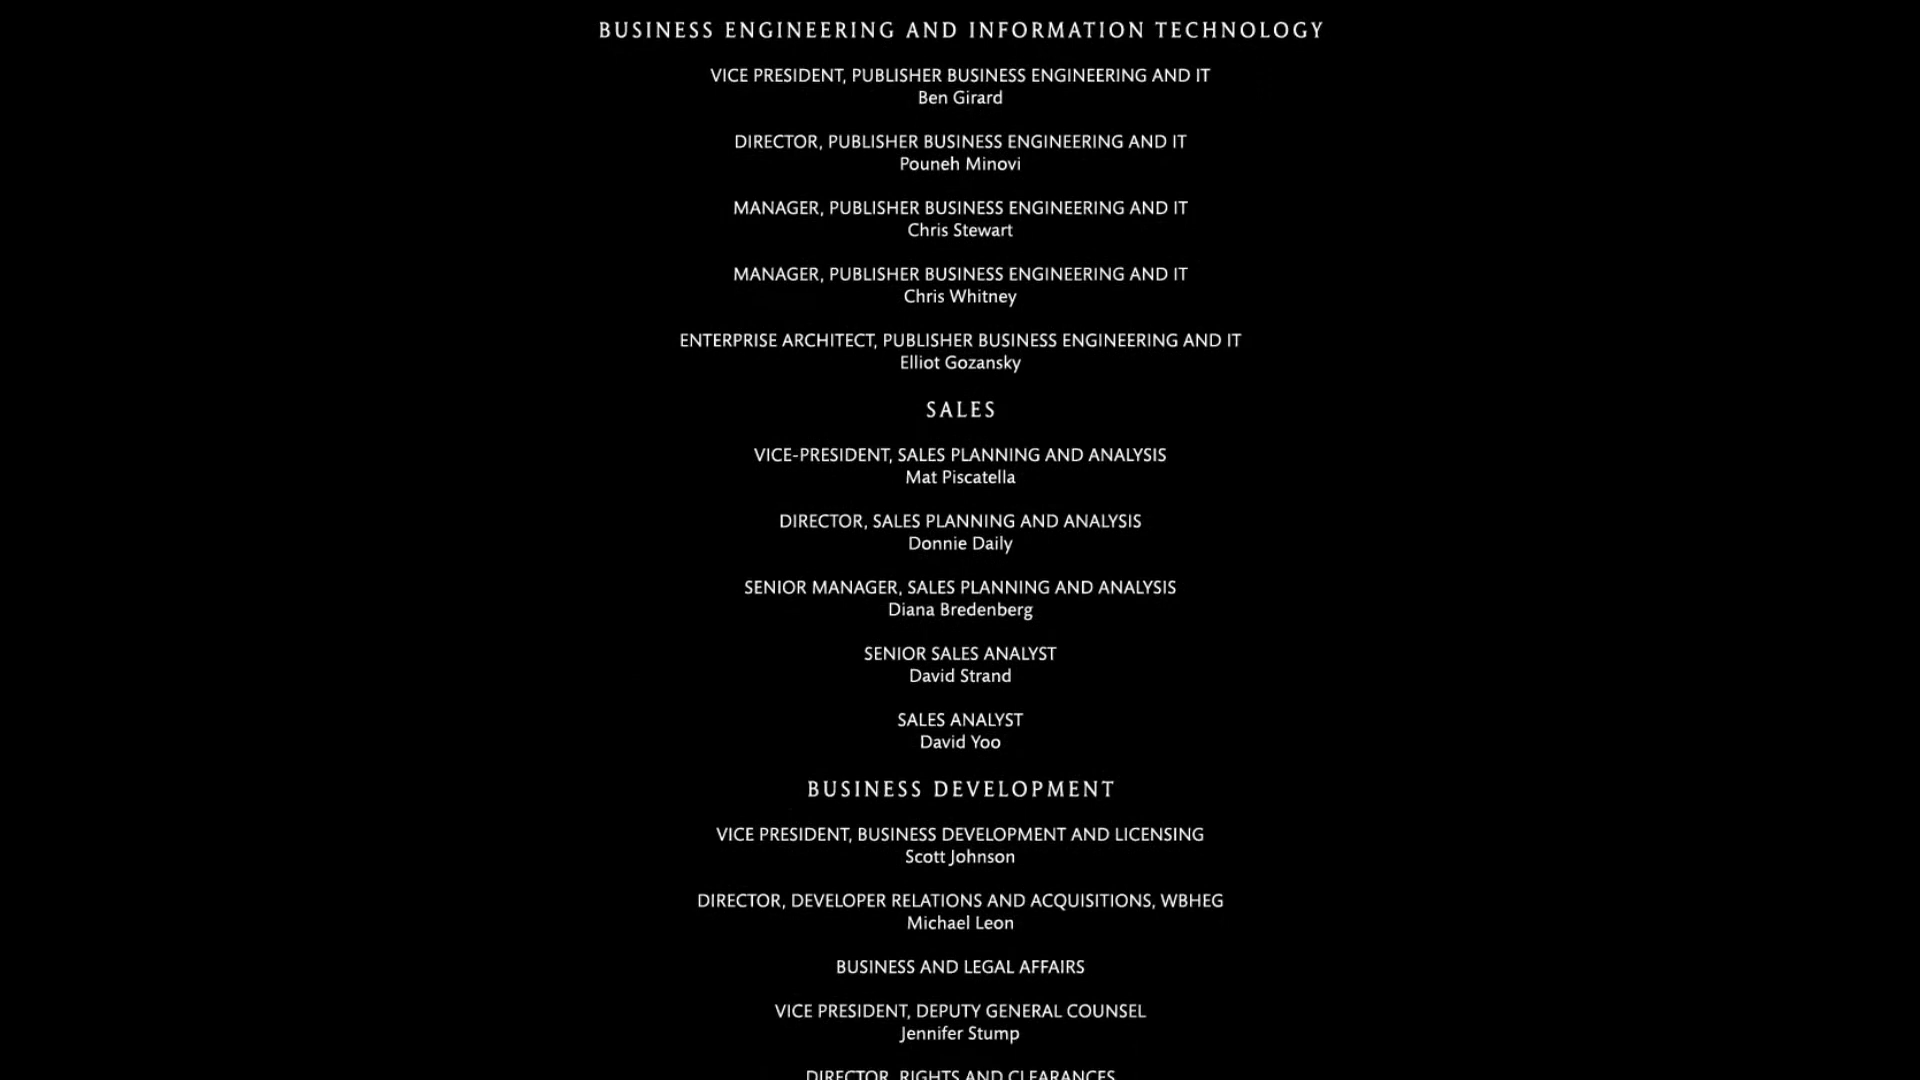 BUSINESS ENGINEERING AND INFORMATION TECHNOLOGY
VICE PRESIDENT, PUBLISHER BUSINESS ENGINEERING AND IT
Ben Girard
DIRECTOR, PUBLISHER BUSINESS ENGINEERING AND IT
Pouneh Minovi
MANAGER, PUBLISHER BUSINESS ENGINEERING AND IT
Chris Stewart
MANAGER, PUBLISHER BUSINESS ENGINEERING AND IT
Chris Whitney
ENTERPRISE ARCHITECT, PUBLISHER BUSINESS ENGINEERING AND IT
Elliot Gozansky
SALES
VICE-PRESIDENT, SALES PLANNING AND ANALYSIS
Mat Piscatella
DIRECTOR, SALES PLANNING AND ANALYSIS
Donnie Daily
SENIOR MANAGER, SALES PLANNING AND ANALYSIS
Diana Bredenberg
SENIOR SALES ANALYST
David Strand
SALES ANALYST
David Yoo
BUSINESS DEVELOPMENT
VICE PRESIDENT, BUSINESS DEVELOPMENT AND LICENSING
Scott Johnson
DIRECTOR, DEVELOPER RELATIONS AND ACQUISITIONS, WBHEG
Michael Leon
BUSINESS AND LEGAL AFFAIRS
VICE PRESIDENT, DEPUTY GENERAL COUNSEL
Jennifer Stump
DIRECTOR, RIGHTS AND CLEARANCES